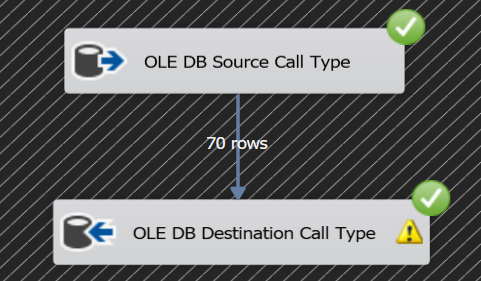 OLE DB Source Call Type
70 rows
OLE DB Destination Call Type